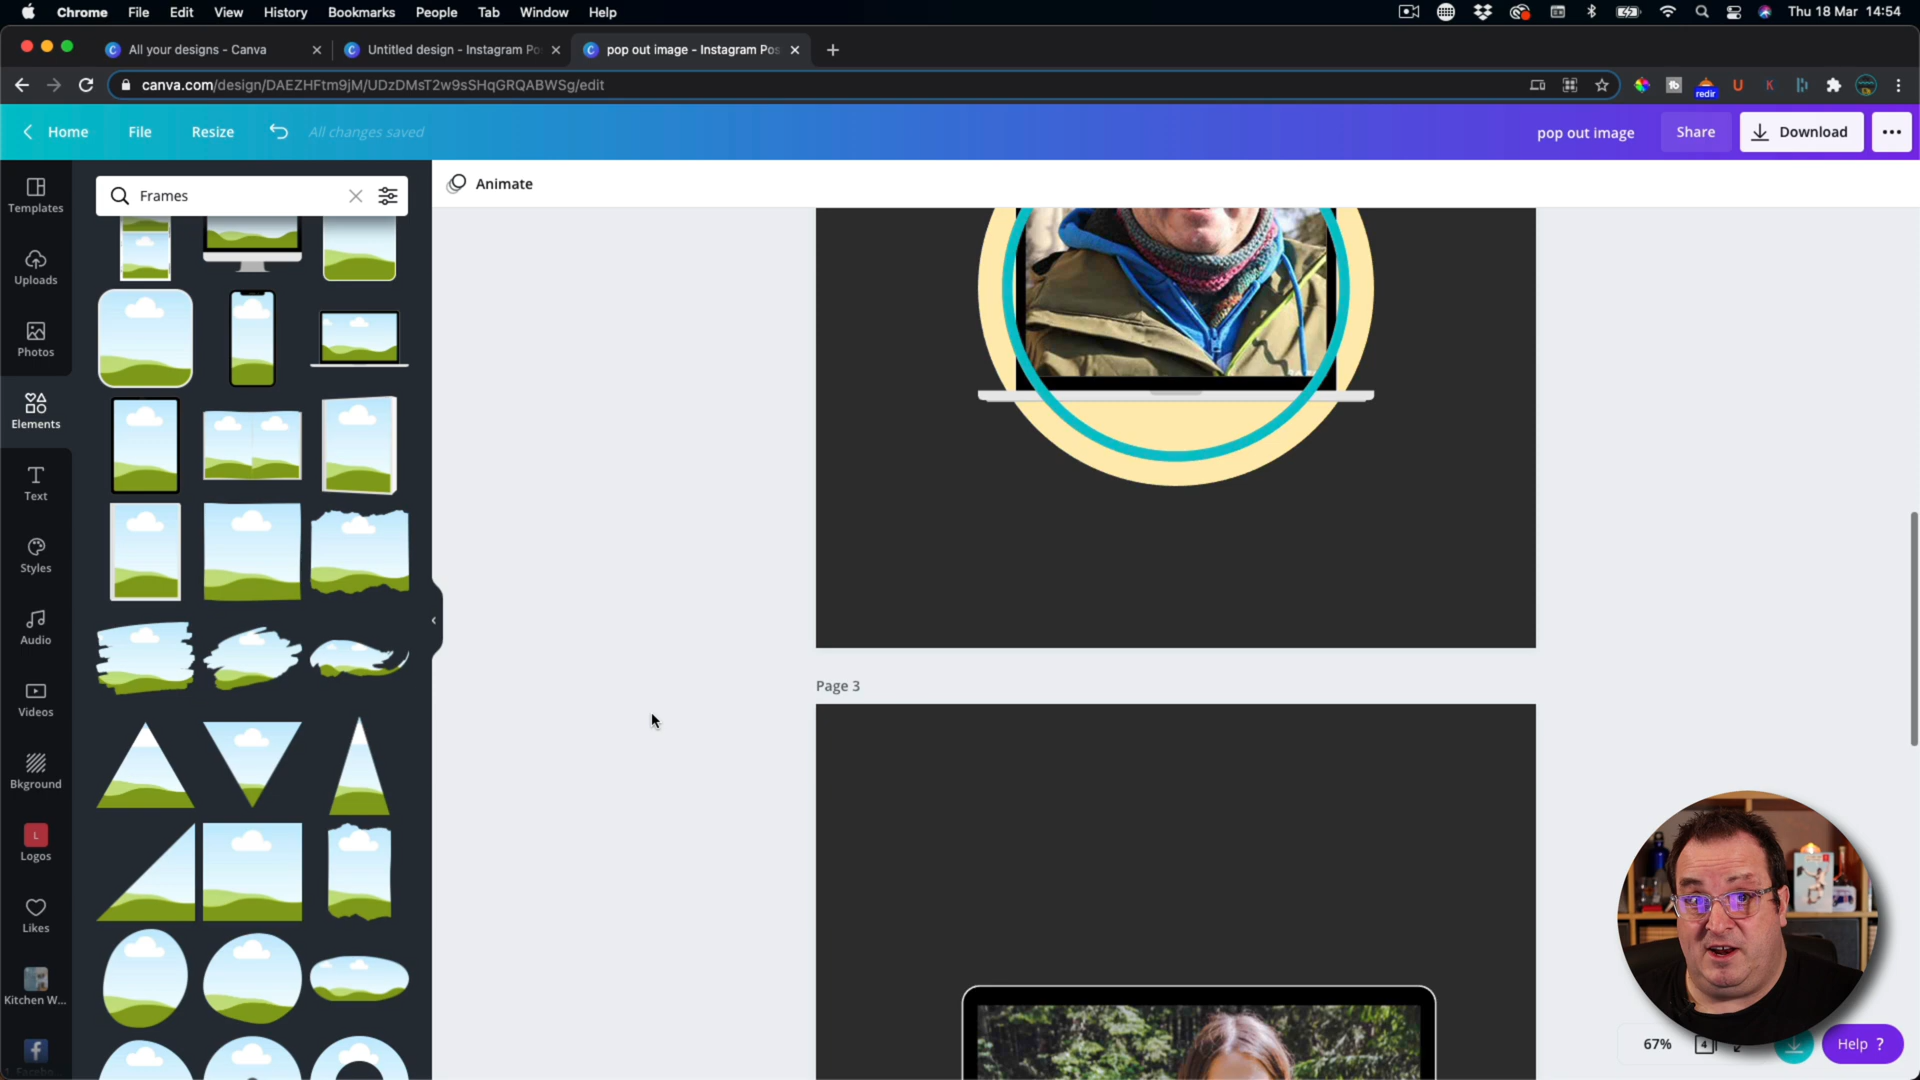 Chrome File Edit View History Bookmarks People Tab Window Help
Thu 18 Mar 14:54
All your designs - Canva
Untitled design - Instagram Po
pop out image - Instagram Pos
canva.com/design/DAEZHFtm9jM/UDzDMsT2w9sSHqGRQABWSg/edit
redir
Home File Resize All changes saved
pop out image Share Download
Templates
Frames
Animate
Uploads
Photos
Elements
Text
Styles
Audio
Page 3
Videos
Bkground
L
Logos
Likes
Kitchen W...
67% 4 Help ?